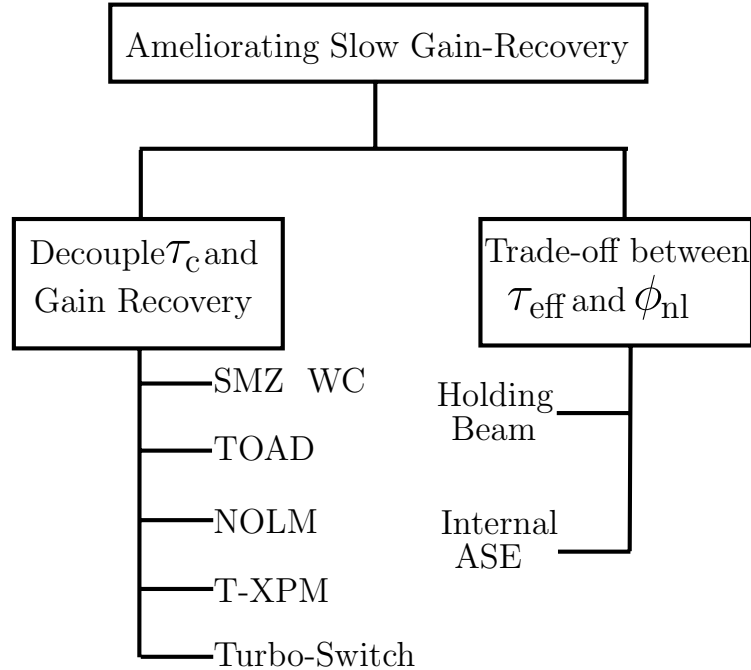 Ameliorating Slow Gain-Recovery
Decouple τc and
Gain Recovery
SMZ WC
TOAD
NOLM
T-XPM
Turbo-Switch
Trade-off between
τeff and ϕnl
Holding
Beam
Internal
ASE